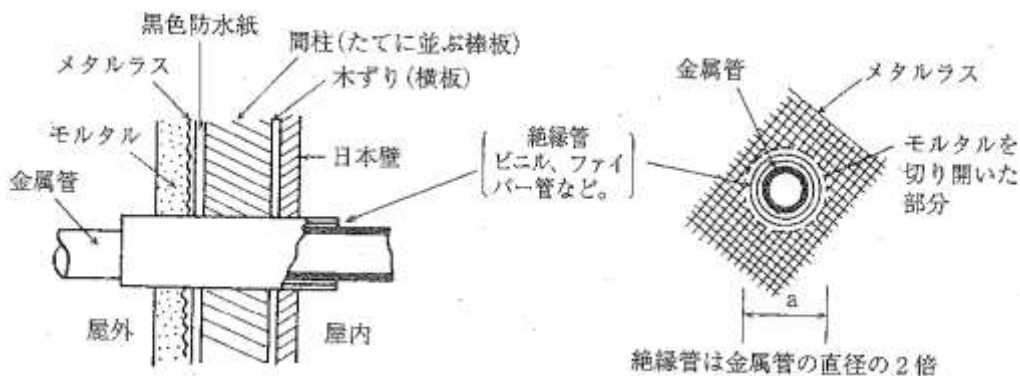 黒色防水紙
間柱(たてに並ぶ棒板)
メタルラス
木ずり(横板)
モルタル
日本壁
金属管
屋外
屋内
絶縁管
ビニル、ファイ
バー管など。
金属管
メタルラス
モルタルを
切り開いた
部分
a
絶縁管は金属管の直径の2倍